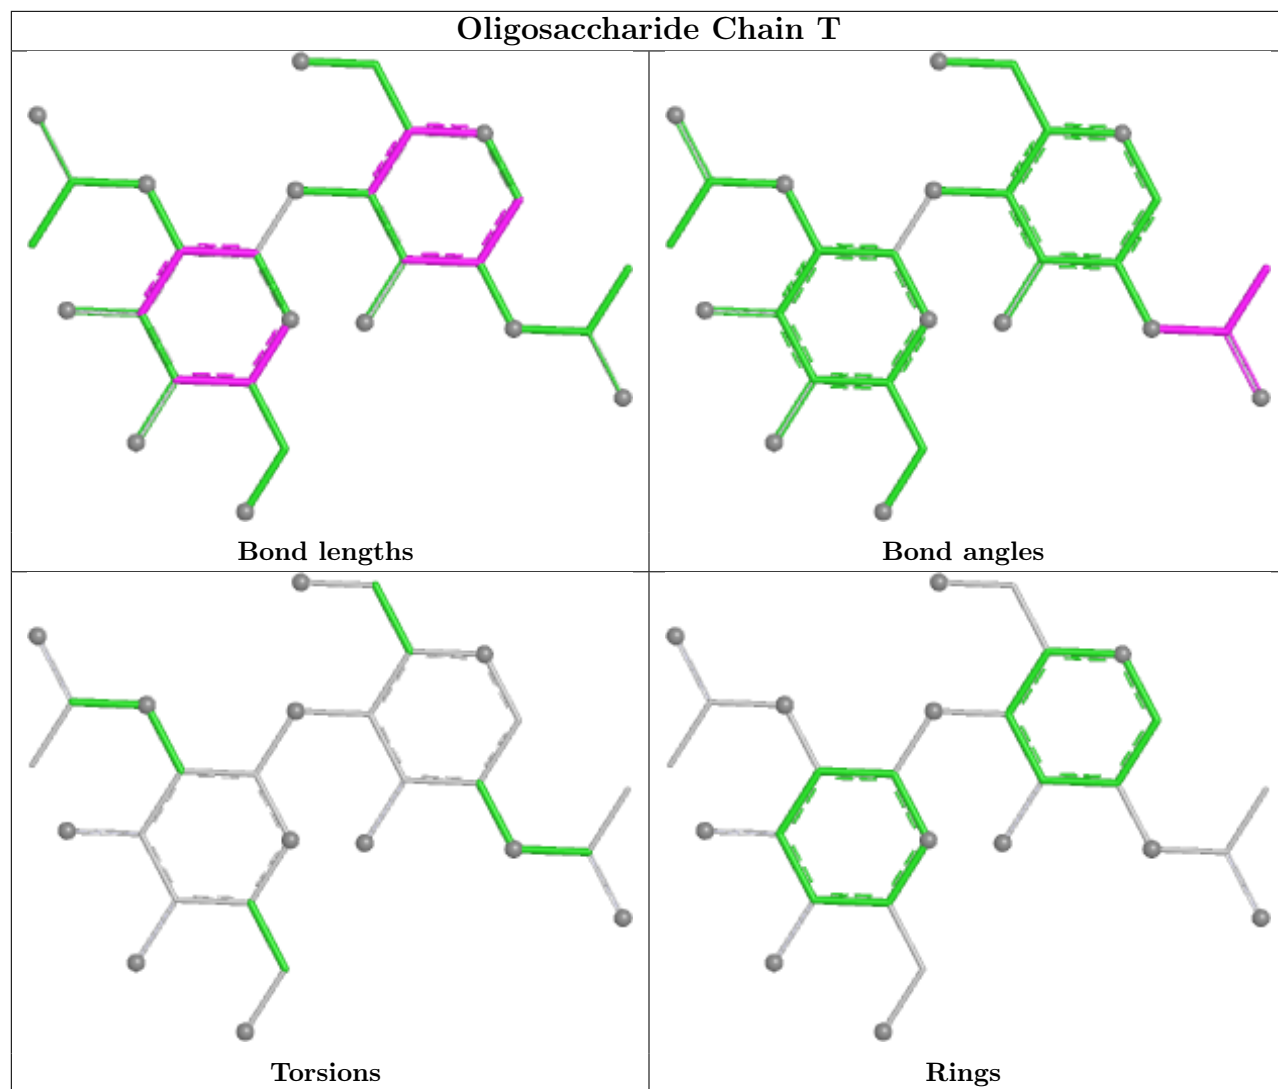 Oligosaccharide Chain T
Bond lengths
Bond angles
Torsions
Rings